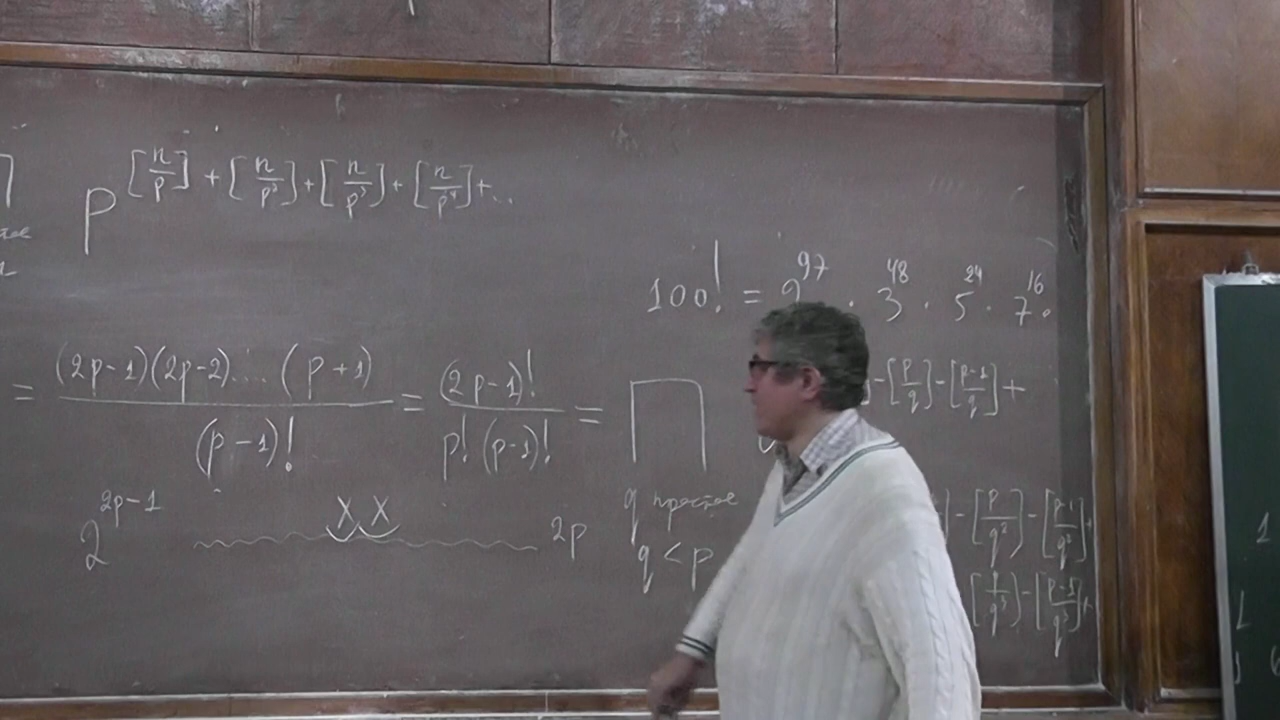 p^{[n/p] + [n/p²] + [n/p³] + [n/p⁴] + ..}
100! = 2^{97} · 3^{48} · 5^{24} · 7^{16} ·
= (2p-1)(2p-2)....(p+1) / (p-1)! = (2p-1)! / p! (p-1)! = ∏
-[p/q]-[p-1/q]+
2^{2p-1} X X 2p
q простое
q < p
-[p/q²]-[p-1/q²]+
[p/q³]-[p-1/q³]+
1